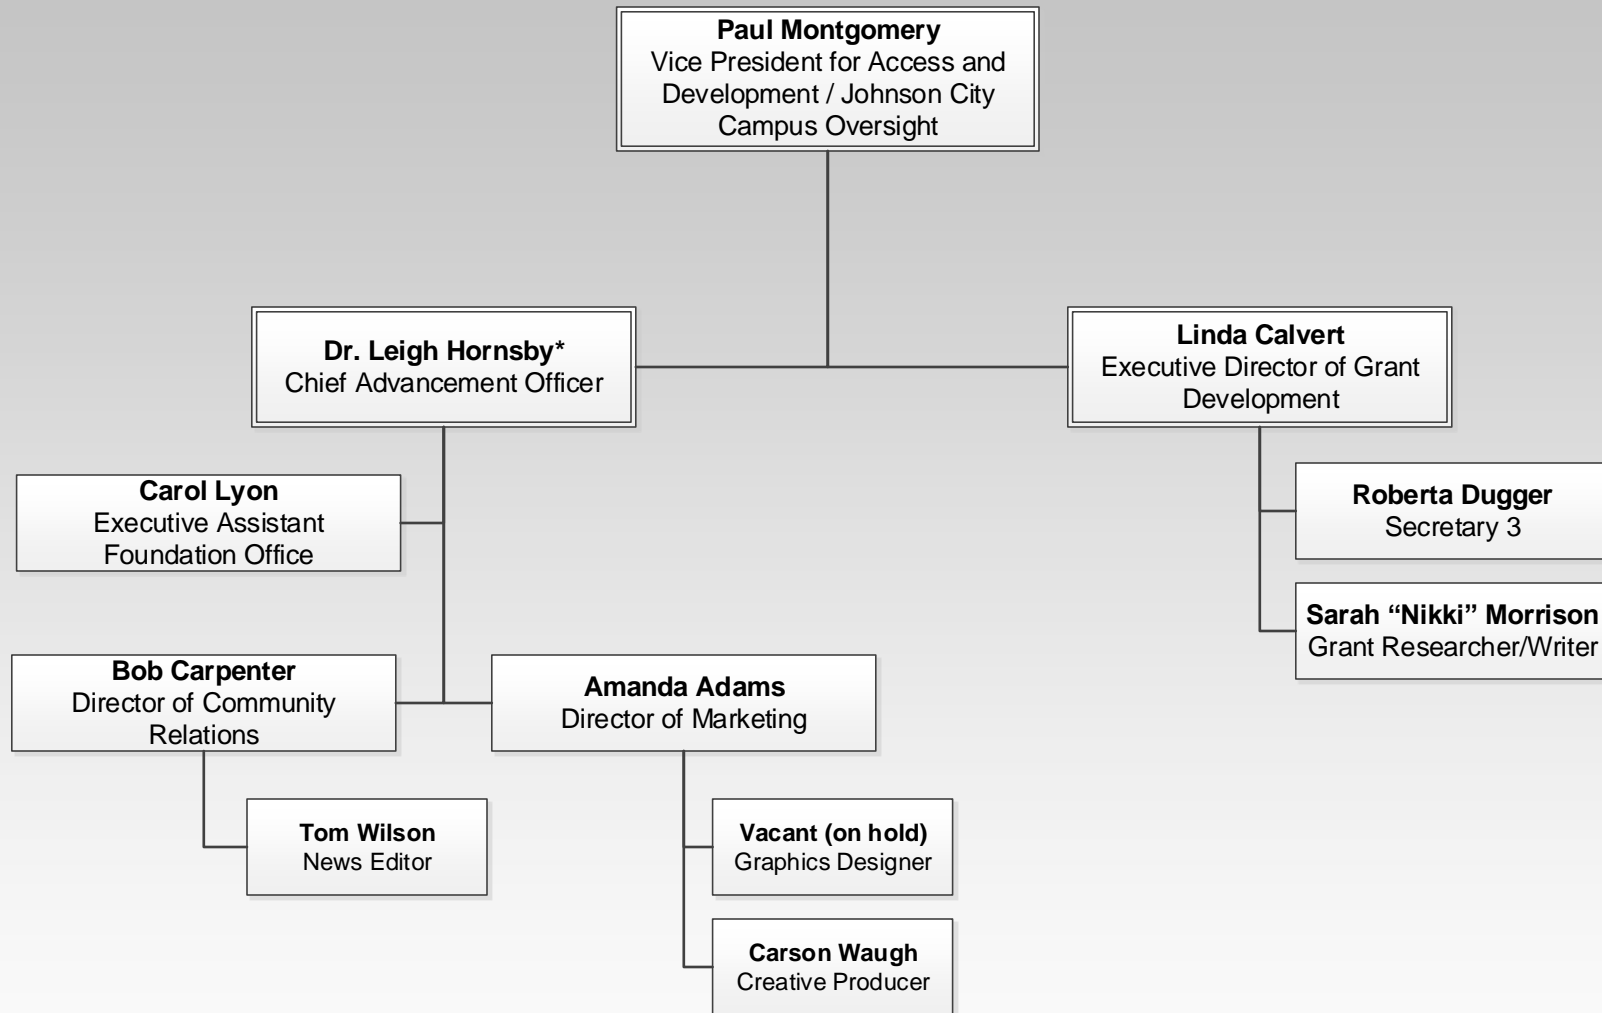 Paul Montgomery
Vice President for Access and
Development / Johnson City
Campus Oversight
Dr. Leigh Hornsby*
Chief Advancement Officer
Linda Calvert
Executive Director of Grant
Development
Carol Lyon
Executive Assistant
Foundation Office
Roberta Dugger
Secretary 3
Sarah “Nikki” Morrison
Grant Researcher/Writer
Bob Carpenter
Director of Community
Relations
Amanda Adams
Director of Marketing
Tom Wilson
News Editor
Vacant (on hold)
Graphics Designer
Carson Waugh
Creative Producer